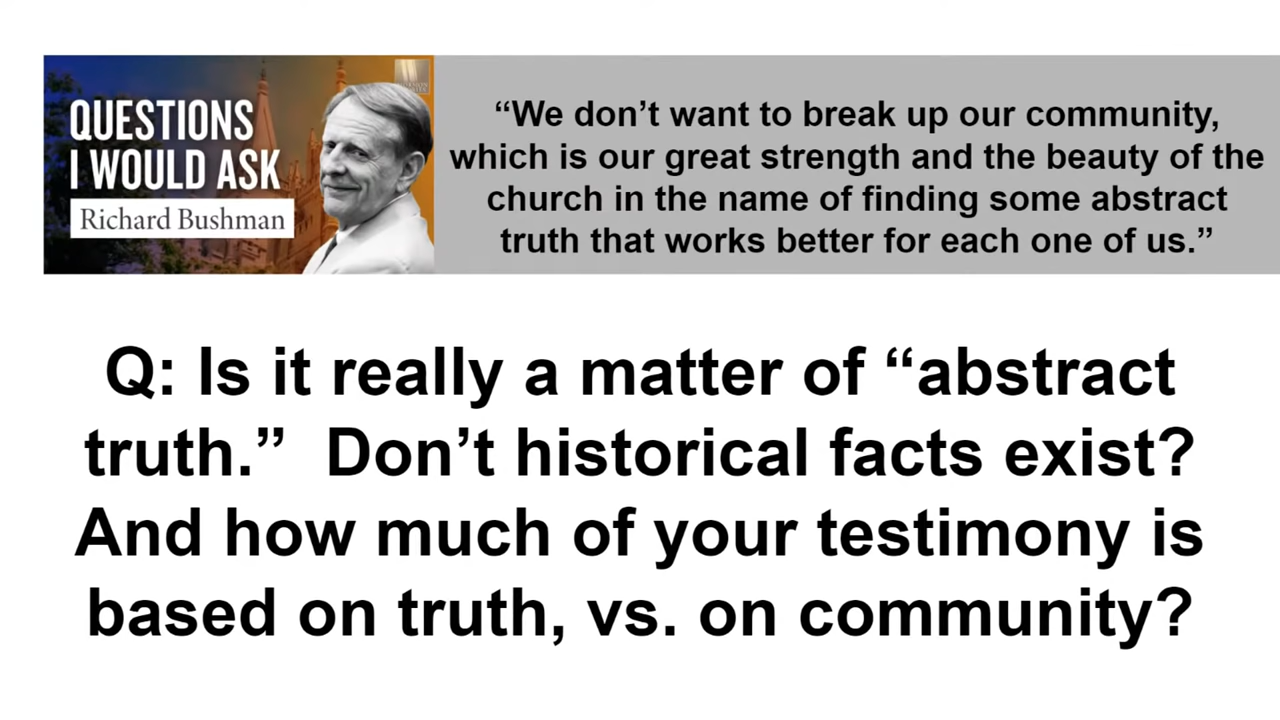 QUESTIONS
I WOULD ASK
Richard Bushman
“We don’t want to break up our community,
which is our great strength and the beauty of the
church in the name of finding some abstract
truth that works better for each one of us.”
Q: Is it really a matter of “abstract
truth.”  Don’t historical facts exist?
And how much of your testimony is
based on truth, vs. on community?